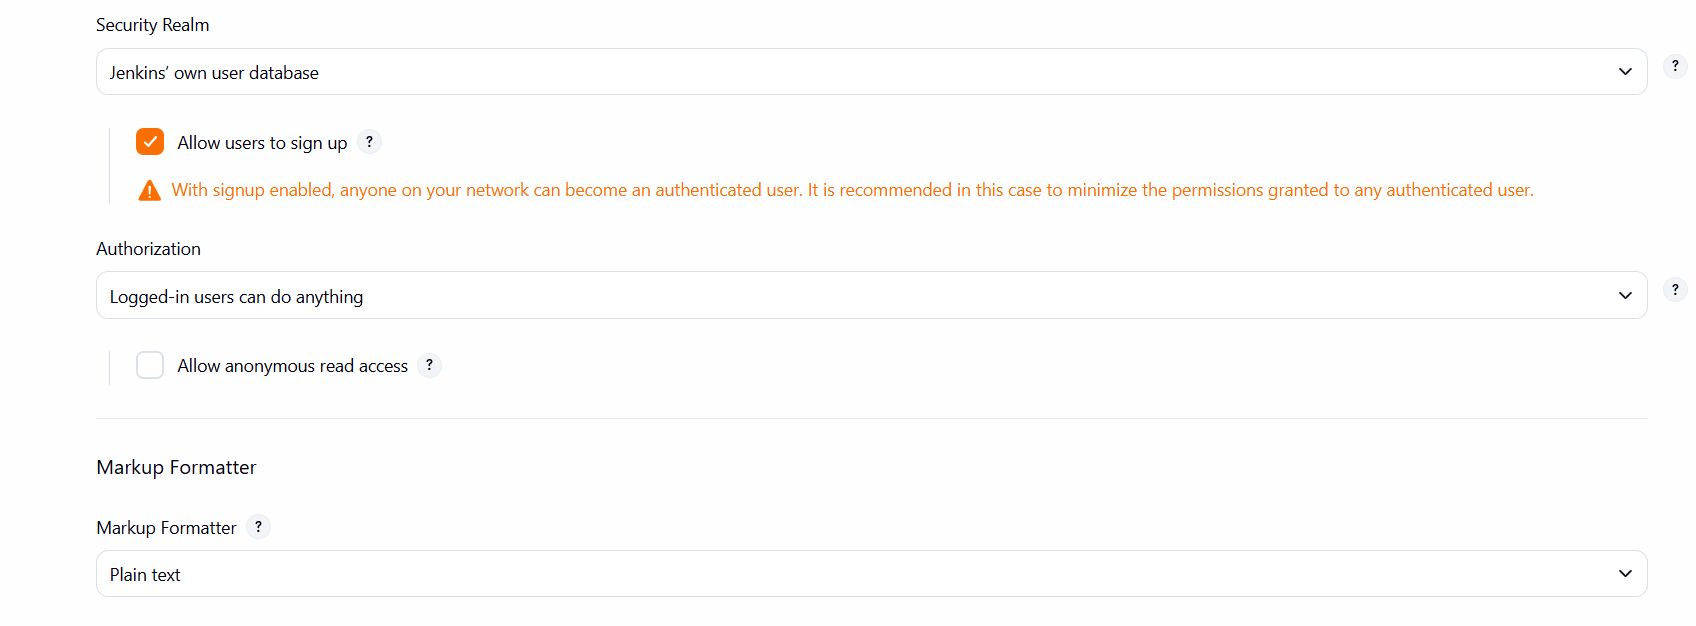 Security Realm
Jenkins’ own user database
?
Allow users to sign up ?
With signup enabled, anyone on your network can become an authenticated user. It is recommended in this case to minimize the permissions granted to any authenticated user.
Authorization
Logged-in users can do anything
?
Allow anonymous read access ?
Markup Formatter
Markup Formatter ?
Plain text